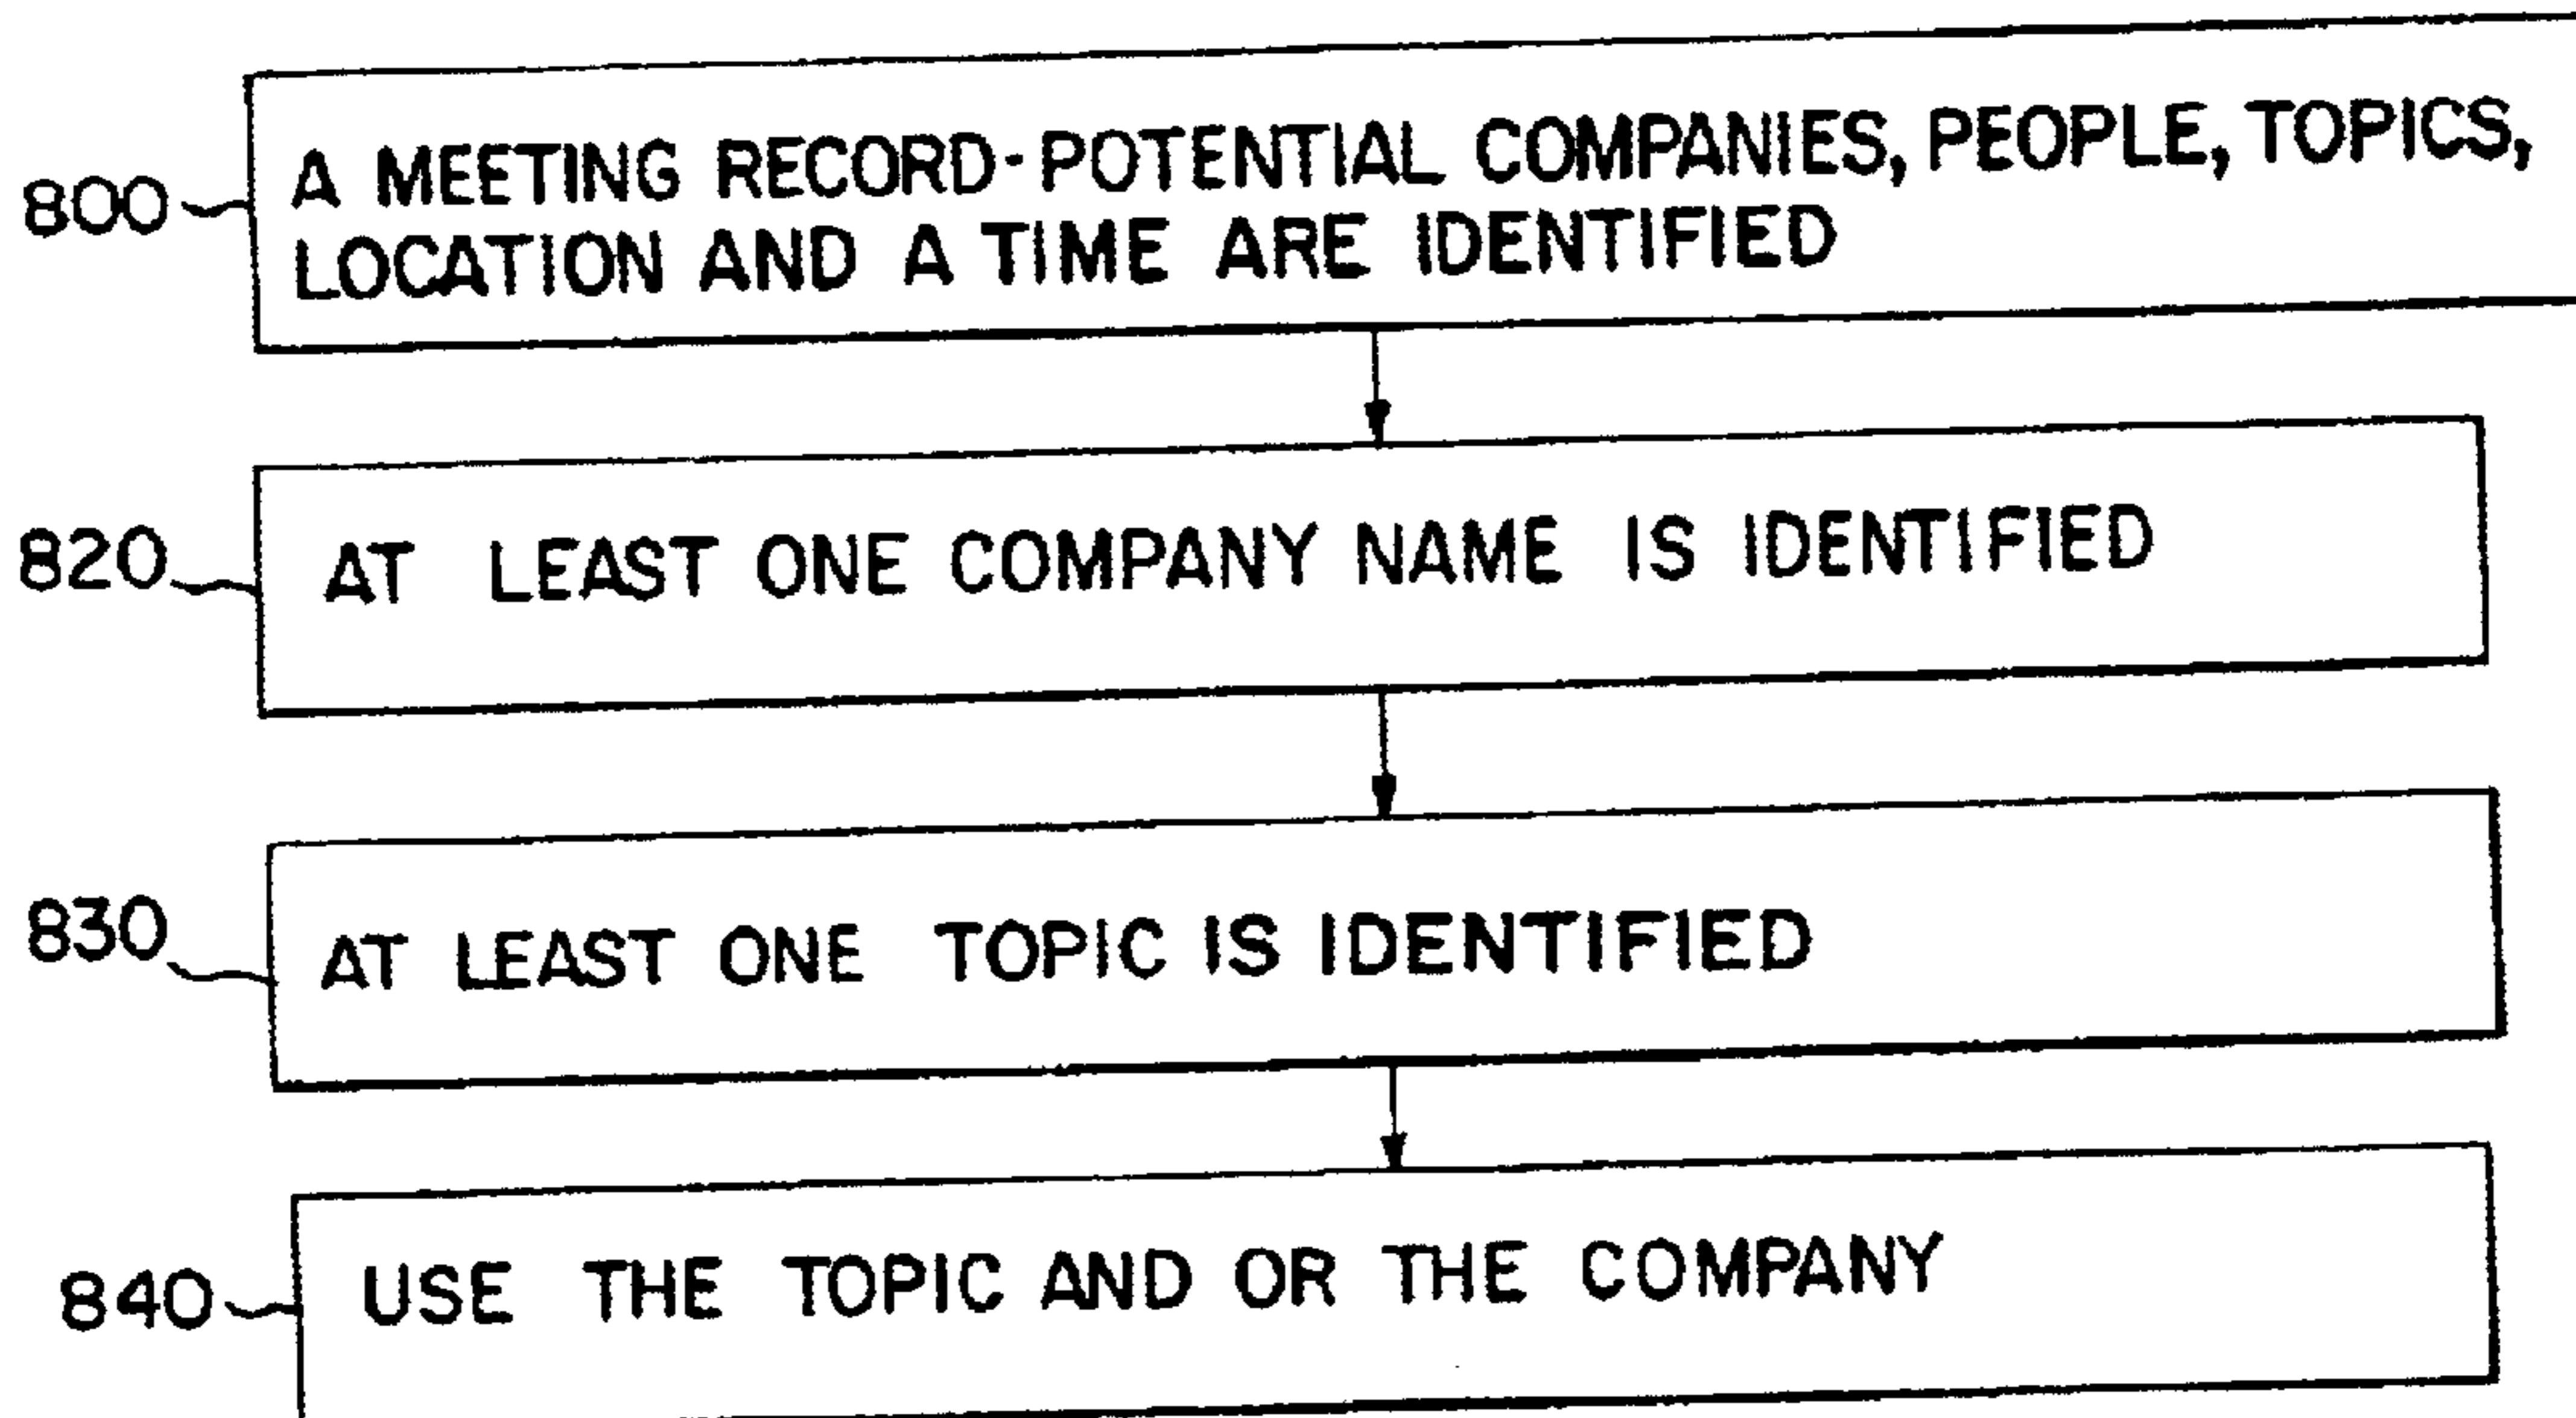 800 A MEETING RECORD-POTENTIAL COMPANIES, PEOPLE, TOPICS,
LOCATION AND A TIME ARE IDENTIFIED
820 AT LEAST ONE COMPANY NAME IS IDENTIFIED
830 AT LEAST ONE TOPIC IS IDENTIFIED
840 USE THE TOPIC AND OR THE COMPANY